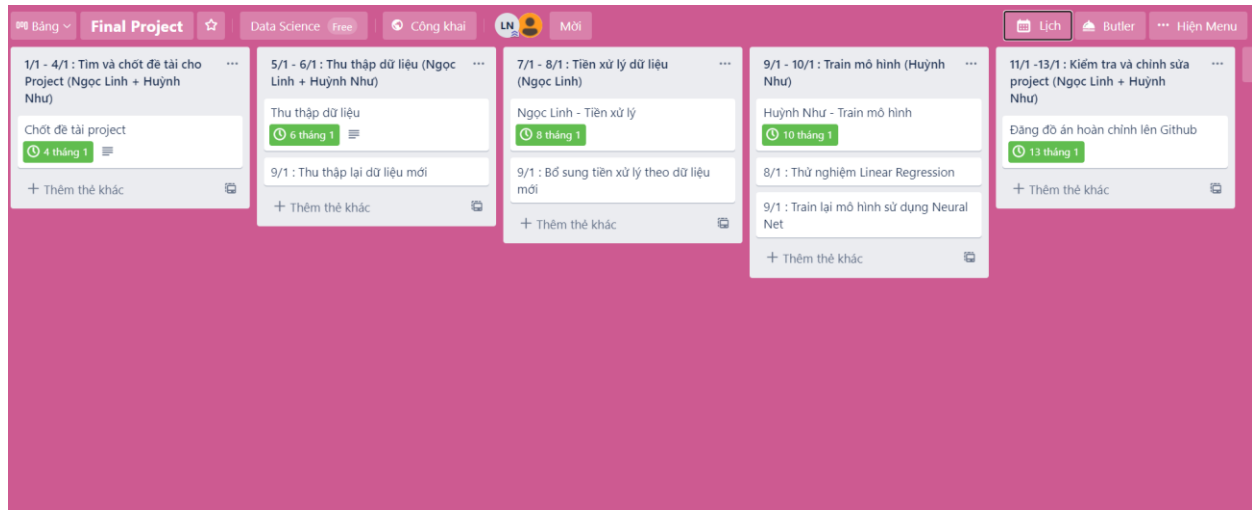 Bảng
Final Project
Data Science Free
Công khai
LN
Mời
Lịch
Butler
Hiện Menu
1/1 - 4/1 : Tìm và chốt đề tài cho
Project (Ngọc Linh + Huỳnh
Như)
Chốt đề tài project
4 tháng 1
+ Thêm thẻ khác
5/1 - 6/1 : Thu thập dữ liệu (Ngọc
Linh + Huỳnh Như)
Thu thập dữ liệu
6 tháng 1
9/1 : Thu thập lại dữ liệu mới
+ Thêm thẻ khác
7/1 - 8/1 : Tiền xử lý dữ liệu
(Ngọc Linh)
Ngọc Linh - Tiền xử lý
8 tháng 1
9/1 : Bổ sung tiền xử lý theo dữ liệu
mới
+ Thêm thẻ khác
9/1 - 10/1 : Train mô hình (Huỳnh
Như)
Huỳnh Như - Train mô hình
10 tháng 1
8/1 : Thử nghiệm Linear Regression
9/1 : Train lại mô hình sử dụng Neural
Net
+ Thêm thẻ khác
11/1 -13/1 : Kiểm tra và chỉnh sửa
project (Ngọc Linh + Huỳnh
Như)
Đăng đồ án hoàn chỉnh lên Github
13 tháng 1
+ Thêm thẻ khác